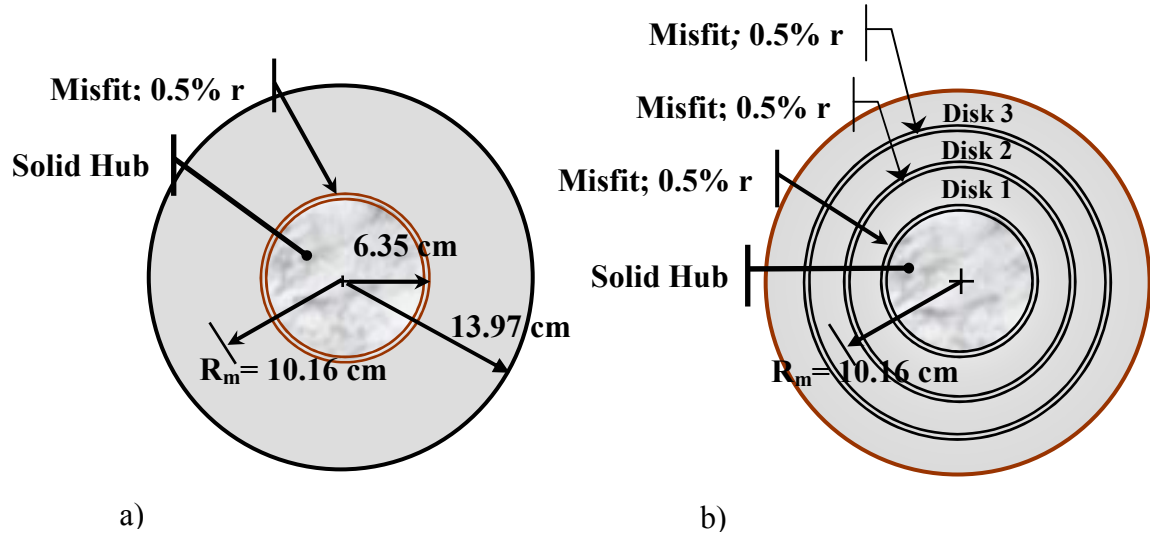 Misfit; 0.5% r
Solid Hub
6.35 cm
13.97 cm
Rm= 10.16 cm
a)
Misfit; 0.5% r
Misfit; 0.5% r
Misfit; 0.5% r
Disk 3
Disk 2
Disk 1
Solid Hub
Rm= 10.16 cm
b)